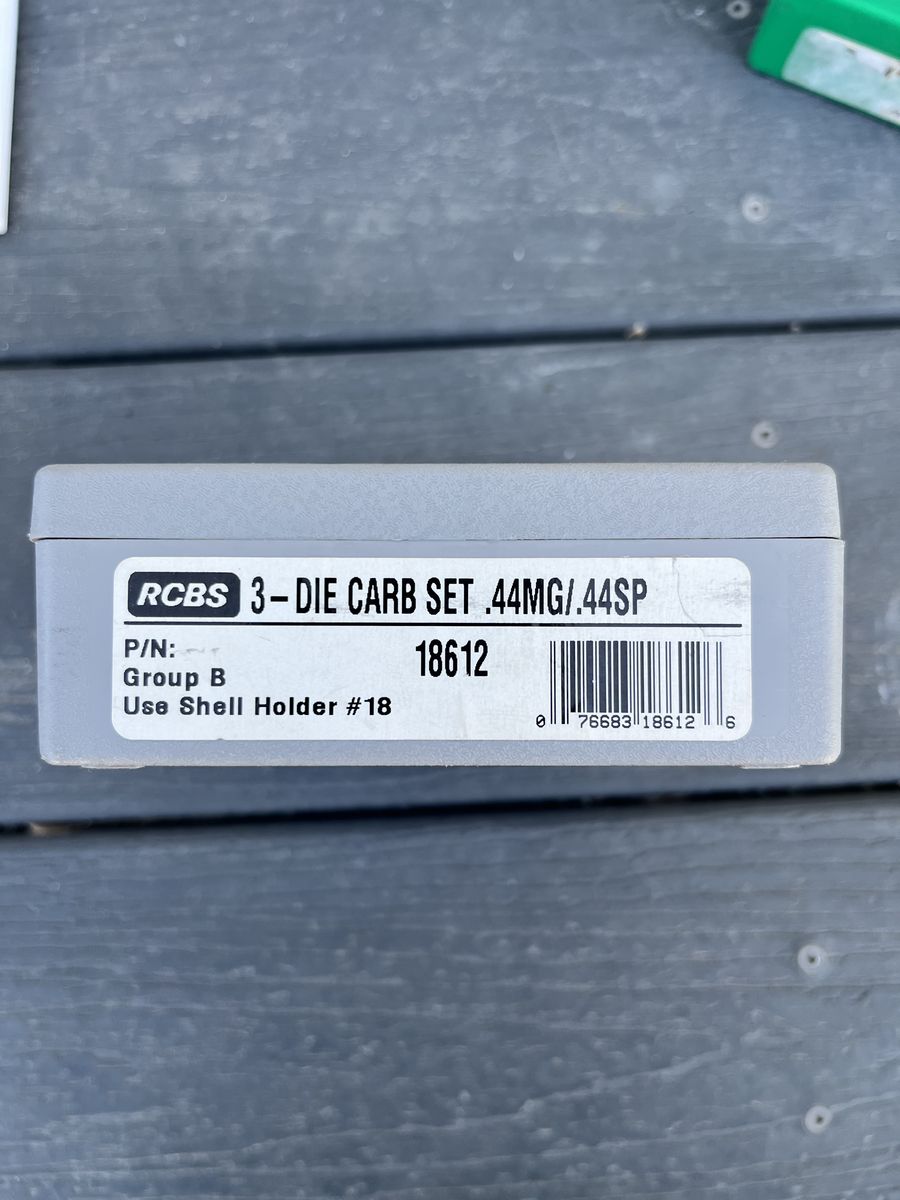 RCBS 3-DIE CARB SET .44MG/.44SP
P/N: 18612
Group B
Use Shell Holder #18
0 76683 18612 6